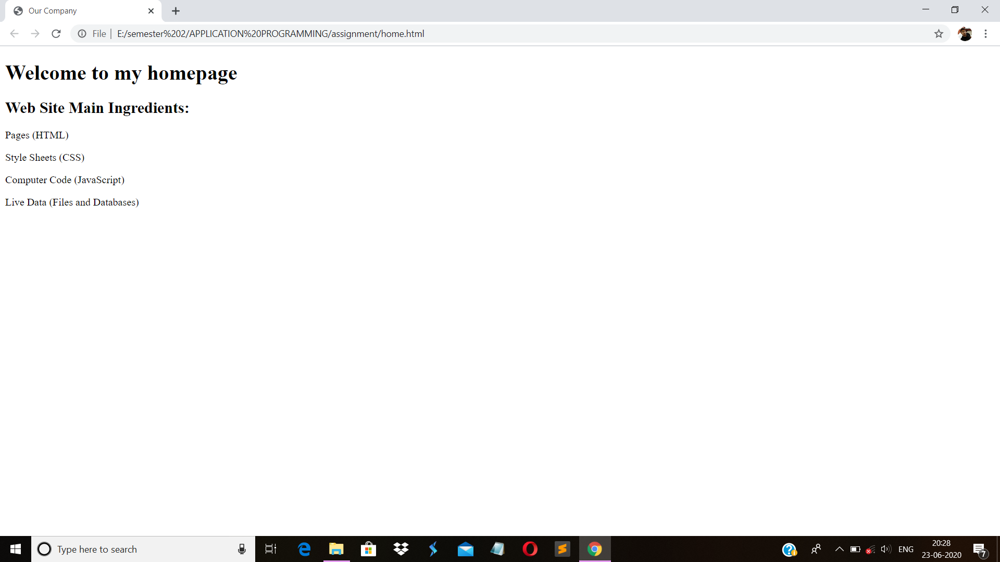 Our Company
File | E:/semester%202/APPLICATION%20PROGRAMMING/assignment/home.html
Welcome to my homepage
Web Site Main Ingredients:
Pages (HTML)
Style Sheets (CSS)
Computer Code (JavaScript)
Live Data (Files and Databases)
Type here to search
ENG
20:28
23-06-2020
7